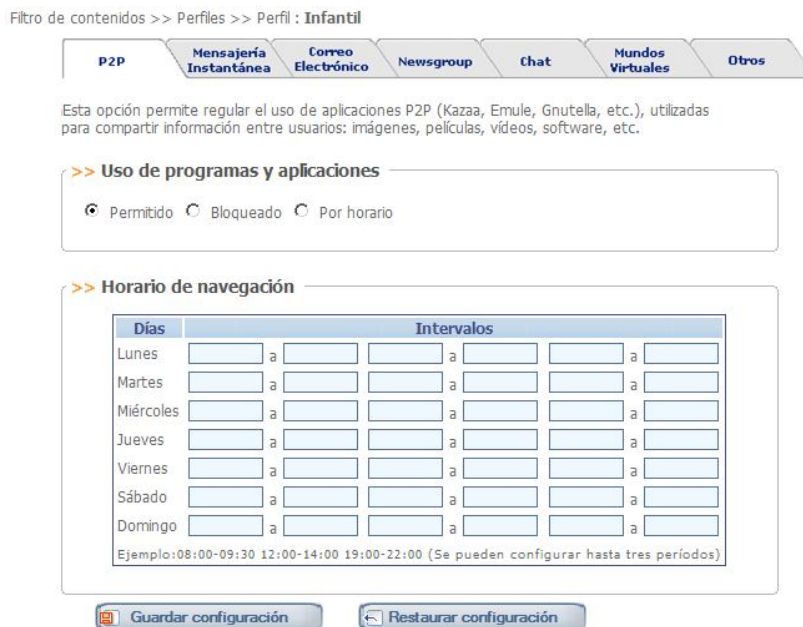 Filtro de contenidos >> Perfiles >> Perfil : Infantil
P2P
Mensajería
Instantánea
Correo
Electrónico
Newsgroup
Chat
Mundos
Virtuales
Otros
Esta opción permite regular el uso de aplicaciones P2P (Kazaa, Emule, Gnutella, etc.), utilizadas
para compartir información entre usuarios: imágenes, películas, vídeos, software, etc.
>> Uso de programas y aplicaciones
Permitido Bloqueado Por horario
>> Horario de navegación
Días Intervalos
Lunes a a a
Martes a a a
Miércoles a a a
Jueves a a a
Viernes a a a
Sábado a a a
Domingo a a a
Ejemplo:08:00-09:30 12:00-14:00 19:00-22:00 (Se pueden configurar hasta tres períodos)
Guardar configuración Restaurar configuración